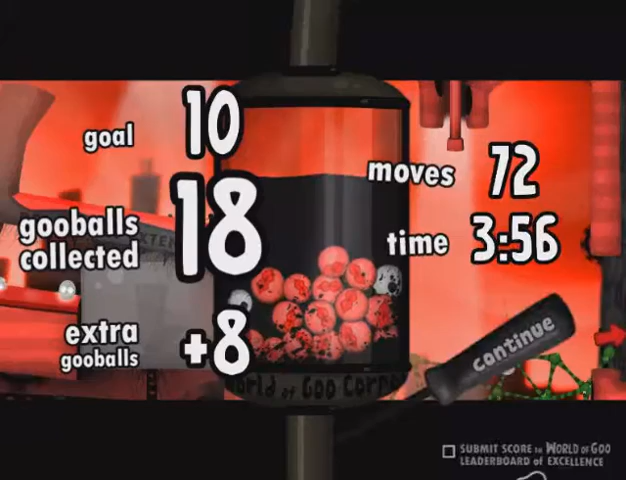 goal 10
gooballs
collected 18
extra
gooballs +8
moves 72
time 3:56
continue
World of Goo Corp
SUBMIT SCORE to WORLD OF GOO
LEADERBOARD of EXCELLENCE